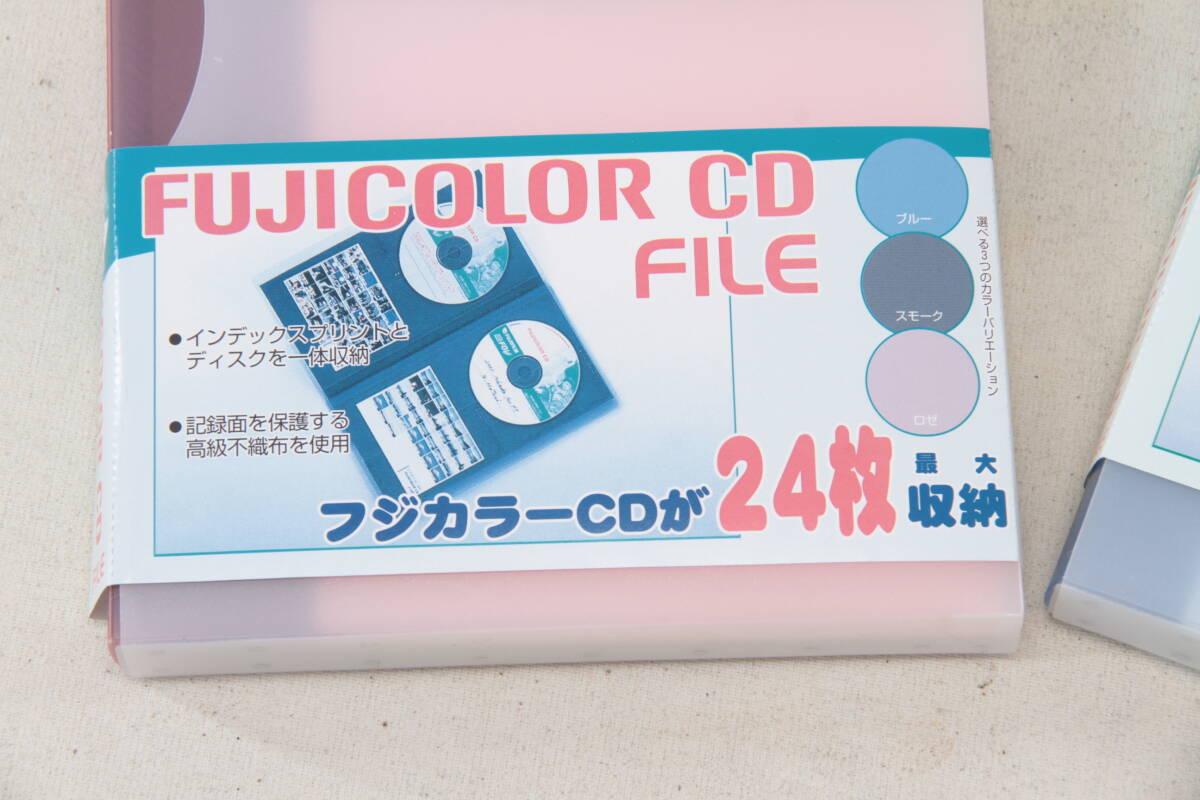 FUJICOLOR CD
FILE
ブルー
スモーク
ロゼ
選べる3つのカラーバリエーション
●インデックスプリントと
ディスクを一体収納
●記録面を保護する
高級不織布を使用
フジカラーCDが24枚最大収納